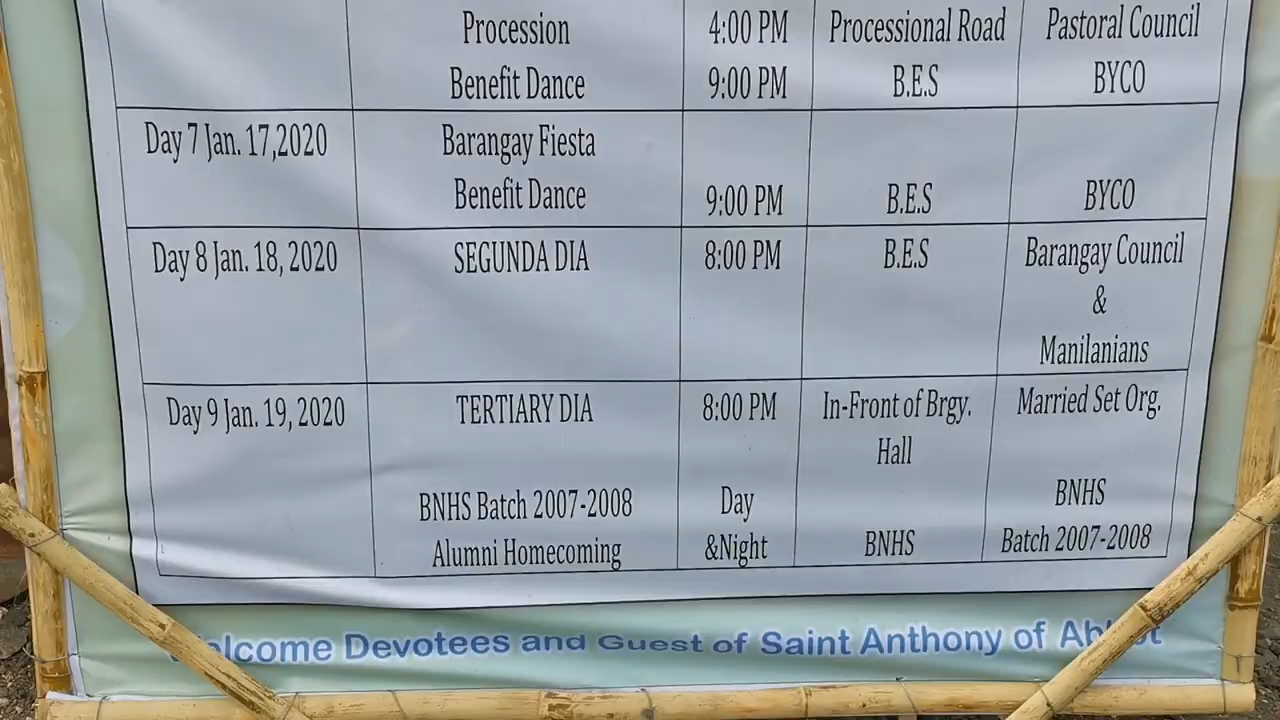 Procession 4:00 PM Processional Road Pastoral Council
Benefit Dance 9:00 PM B.E.S BYCO
Day 7 Jan. 17,2020 Barangay Fiesta
Benefit Dance 9:00 PM B.E.S BYCO
Day 8 Jan. 18, 2020 SEGUNDA DIA 8:00 PM B.E.S Barangay Council
&
Manilanians
Day 9 Jan. 19, 2020 TERTIARY DIA 8:00 PM In-Front of Brgy. Married Set Org.
Hall
BNHS Batch 2007-2008 Day BNHS
Alumni Homecoming &Night BNHS Batch 2007-2008
Welcome Devotees and Guest of Saint Anthony of